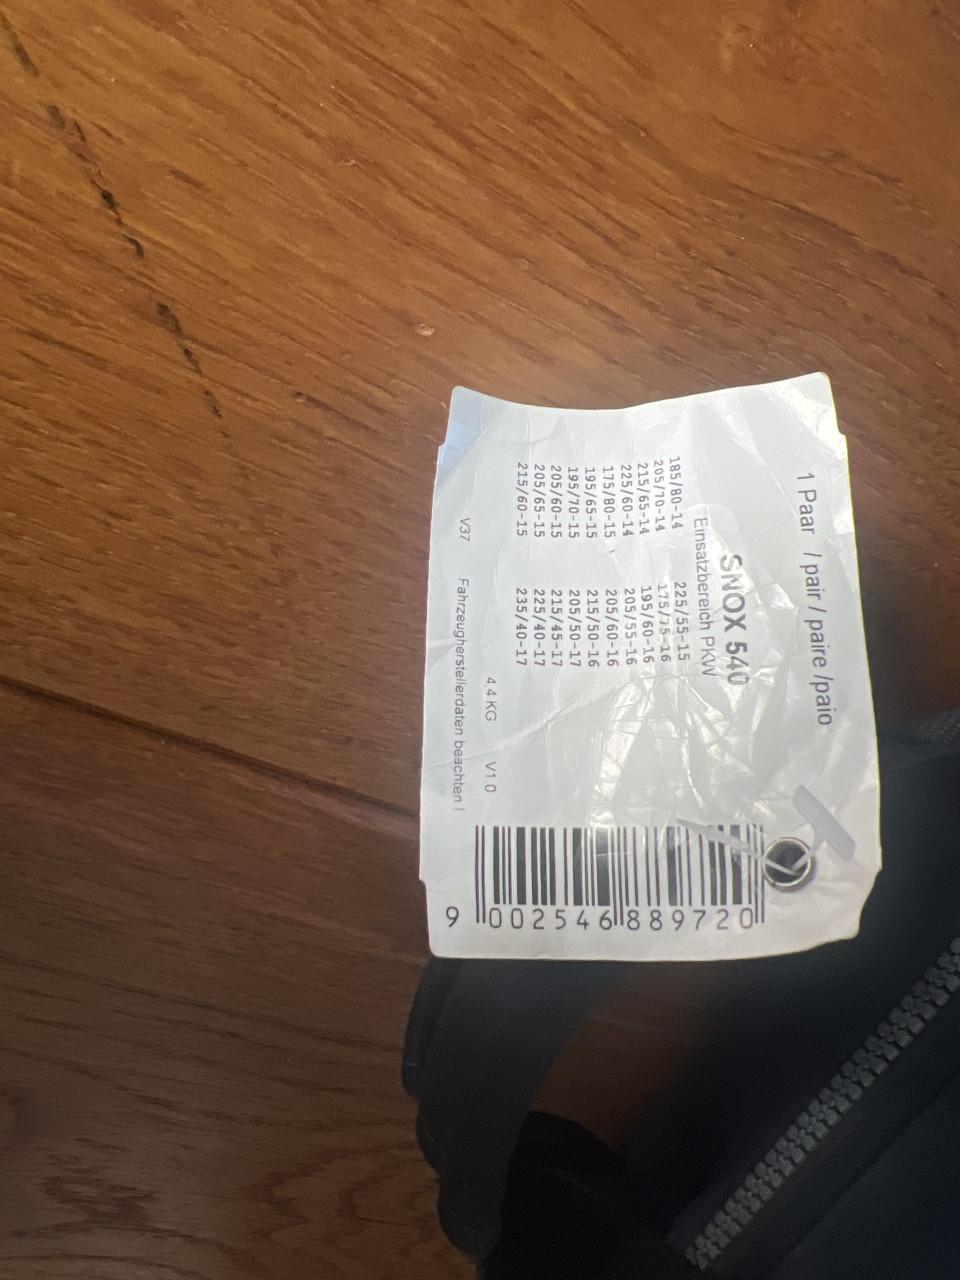 1 Paar / pair / paire /paio
SNOX 540
Einsatzbereich PKW
185/80-14 225/55-15
205/70-14 175/75-16
215/65-14 195/60-16
225/60-14 205/55-16
175/80-15 205/60-16
195/65-15 215/50-16
195/70-15 205/50-17
205/60-15 215/45-17
205/65-15 225/40-17
215/60-15 235/40-17
4,4 KG V1 0
V37 Fahrzeugherstellerdaten beachten !
9 002546 889720